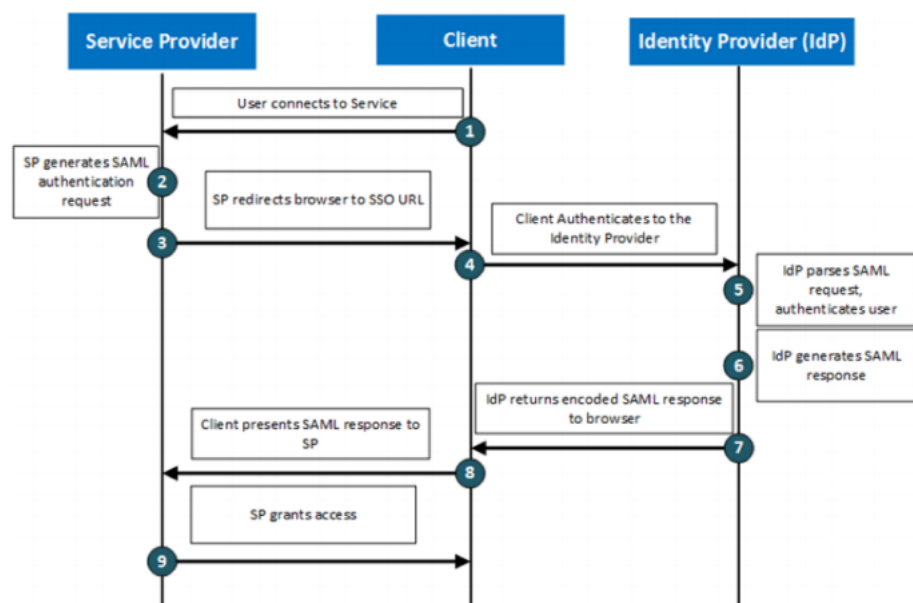 Service Provider
Client
Identity Provider (IdP)
User connects to Service
1
SP generates SAML
authentication
request
2
SP redirects browser to SSO URL
3
Client Authenticates to the
Identity Provider
4
5
IdP parses SAML
request,
authenticates user
6
IdP generates SAML
response
IdP returns encoded SAML response
to browser
7
Client presents SAML response to
SP
8
SP grants access
9